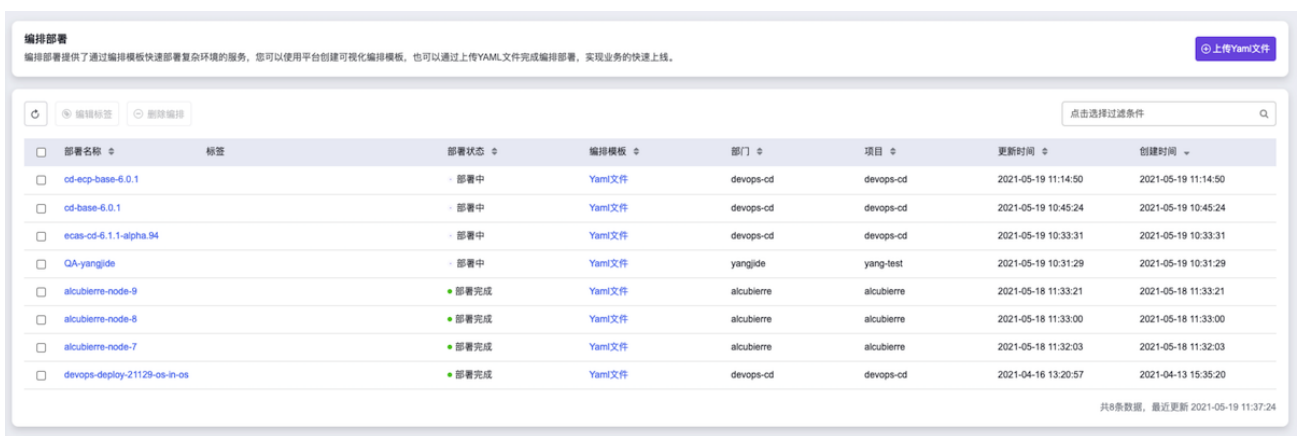 编排部署
编排部署提供了通过编排模板快速部署复杂环境的服务，您可以使用平台创建可视化编排模板，也可以通过上传YAML文件完成编排部署，实现业务的快速上线。
上传Yaml文件
编辑标签 删除编排 点击选择过滤条件
部署名称 标签 部署状态 编排模板 部门 项目 更新时间 创建时间
cd-ecp-base-6.0.1 部署中 Yaml文件 devops-cd devops-cd 2021-05-19 11:14:50 2021-05-19 11:14:50
cd-base-6.0.1 部署中 Yaml文件 devops-cd devops-cd 2021-05-19 10:45:24 2021-05-19 10:45:24
ecas-cd-6.1.1-alpha.94 部署中 Yaml文件 devops-cd devops-cd 2021-05-19 10:33:31 2021-05-19 10:33:31
QA-yangjide 部署中 Yaml文件 yangjide yang-test 2021-05-19 10:31:29 2021-05-19 10:31:29
alcubierre-node-9 部署完成 Yaml文件 alcubierre alcubierre 2021-05-18 11:33:21 2021-05-18 11:33:21
alcubierre-node-8 部署完成 Yaml文件 alcubierre alcubierre 2021-05-18 11:33:00 2021-05-18 11:33:00
alcubierre-node-7 部署完成 Yaml文件 alcubierre alcubierre 2021-05-18 11:32:03 2021-05-18 11:32:03
devops-deploy-21129-os-in-os 部署完成 Yaml文件 devops-cd devops-cd 2021-04-16 13:20:57 2021-04-13 15:35:20
共8条数据，最近更新 2021-05-19 11:37:24